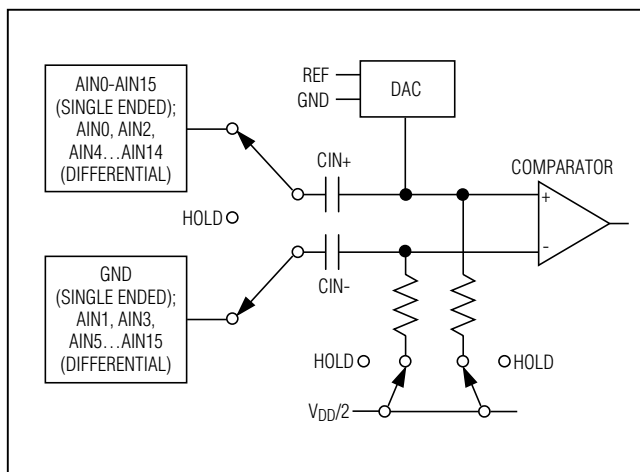 AIN0-AIN15
(SINGLE ENDED);
AIN0, AIN2,
AIN4…AIN14
(DIFFERENTIAL)
REF
GND
DAC
CIN+
COMPARATOR
+
-
HOLD
CIN-
GND
(SINGLE ENDED);
AIN1, AIN3,
AIN5…AIN15
(DIFFERENTIAL)
HOLD
HOLD
VDD/2